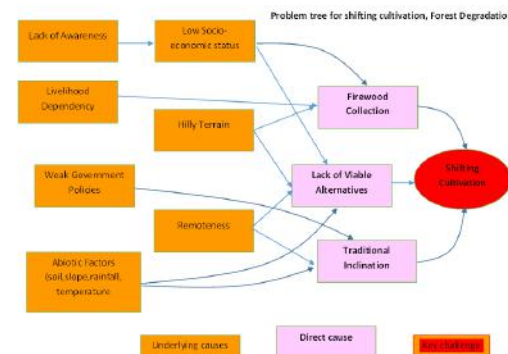 Problem tree for shifting cultivation, Forest Degradatio
Lack of Awareness
Low Socio-
economic status
Livelihood
Dependency
Firewood
Collection
Hilly Terrain
Weak Government
Policies
Lack of Viable
Alternatives
Shifting
Cultivation
Remoteness
Traditional
Inclination
Abiotic Factors
(soil,slope,rainfall,
temperature
Underlying causes
Direct cause
Key challenge